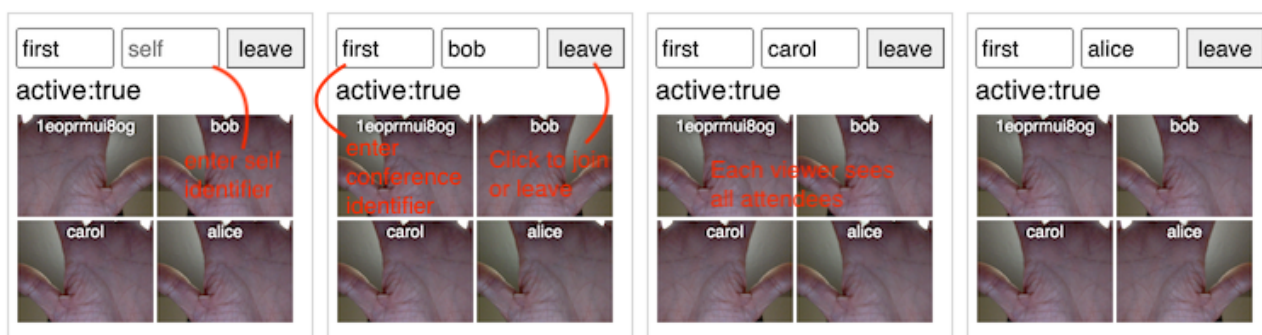 first self leave
active:true
1eoprmui8og bob
enter self
identifier
carol alice
first bob leave
active:true
1eoprmui8og bob
enter
conference
identifier
Click to join
or leave
carol alice
first carol leave
active:true
1eoprmui8og bob
Each viewer sees
all attendees
carol alice
first alice leave
active:true
1eoprmui8og bob
carol alice